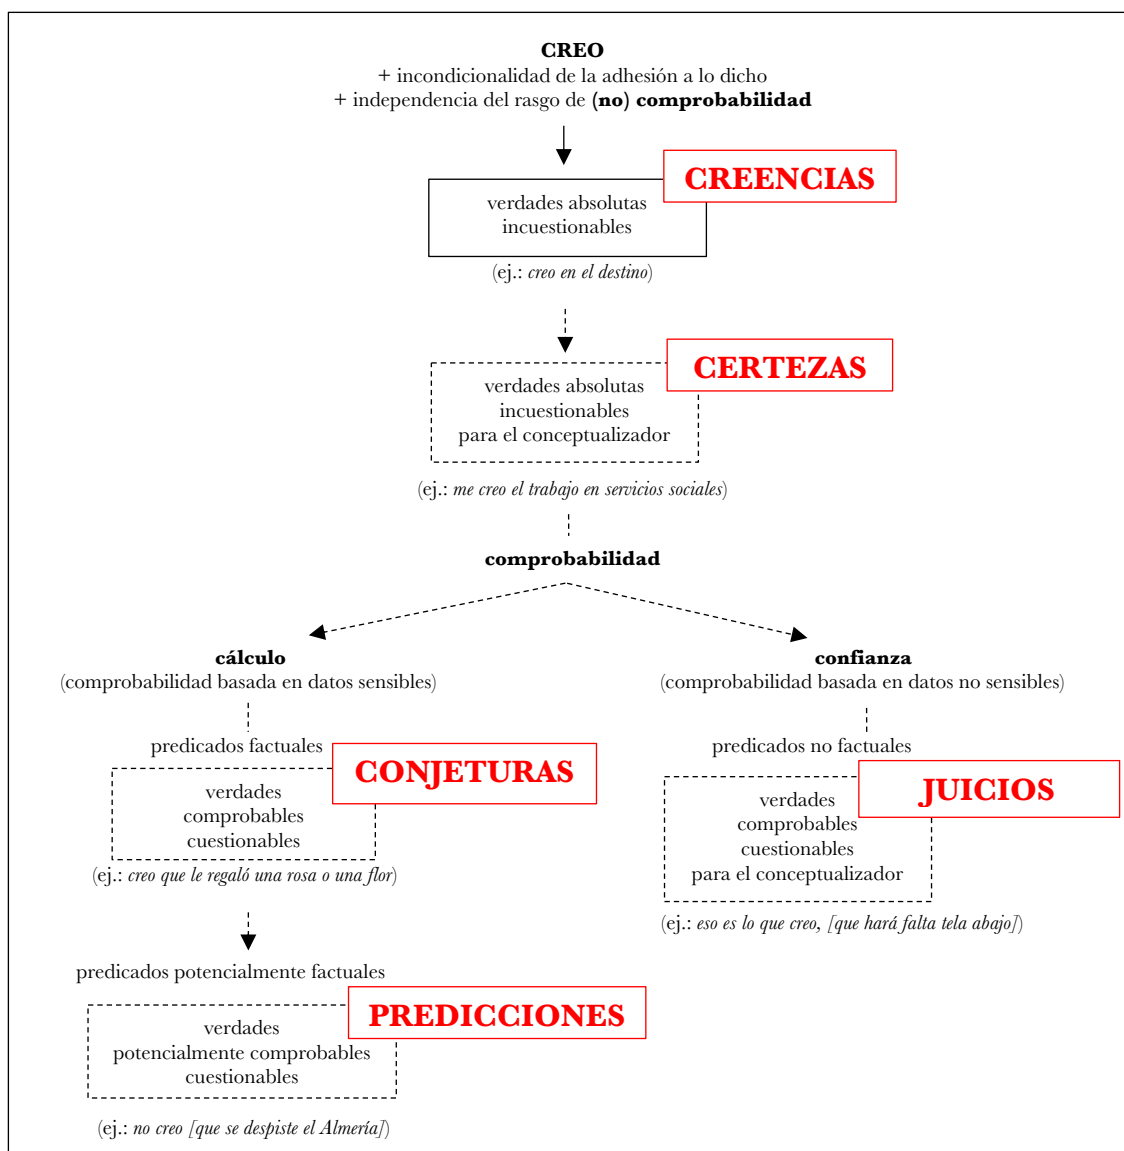 CREO
+ incondicionalidad de la adhesión a lo dicho
+ independencia del rasgo de (no) comprobabilidad
CREENCIAS
verdades absolutas
incuestionables
(ej.: creo en el destino)
CERTEZAS
verdades absolutas
incuestionables
para el conceptualizador
(ej.: me creo el trabajo en servicios sociales)
comprobabilidad
cálculo
(comprobabilidad basada en datos sensibles)
predicados factuales
CONJETURAS
verdades
comprobables
cuestionables
(ej.: creo que le regaló una rosa o una flor)
predicados potencialmente factuales
PREDICCIONES
verdades
potencialmente comprobables
cuestionables
(ej.: no creo [que se despiste el Almería])
confianza
(comprobabilidad basada en datos no sensibles)
predicados no factuales
JUICIOS
verdades
comprobables
cuestionables
para el conceptualizador
(ej.: eso es lo que creo, [que hará falta tela abajo])